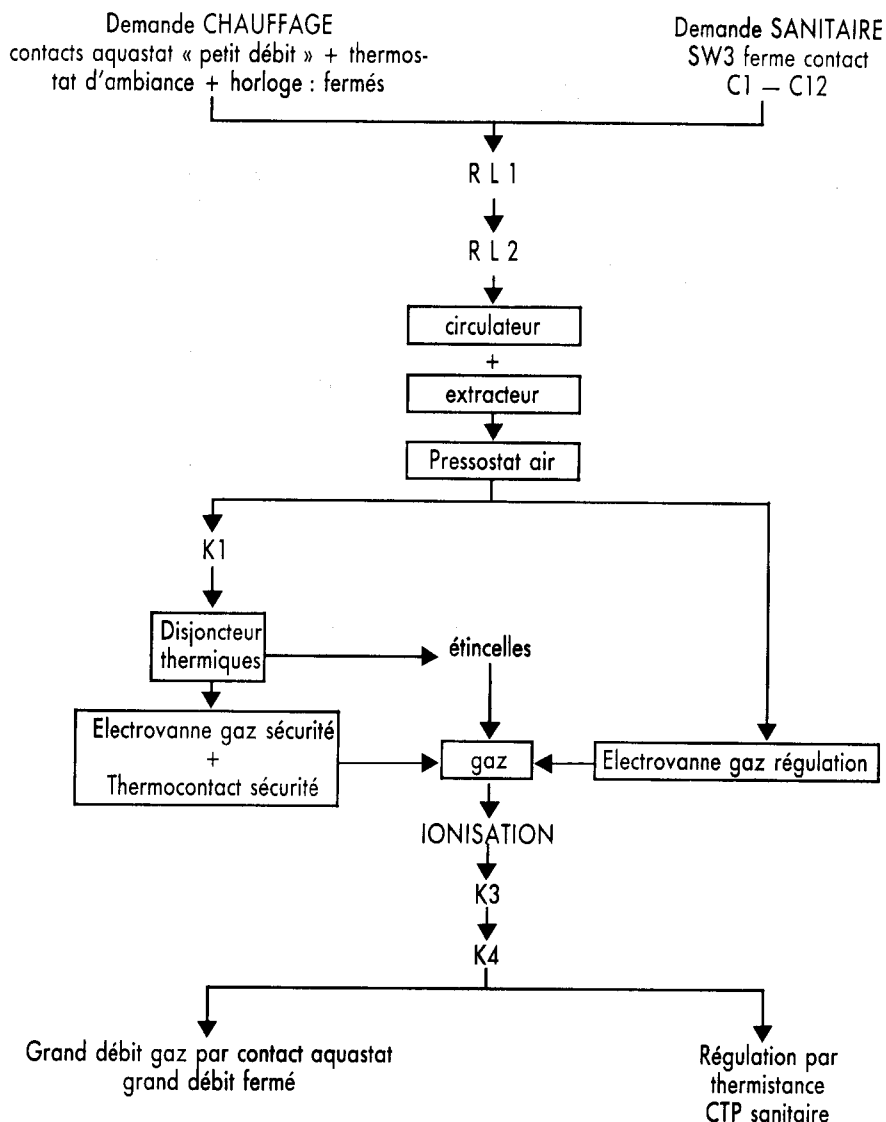 Demande CHAUFFAGE
contacts aquastat « petit débit » + thermos-
tat d'ambiance + horloge : fermés
Demande SANITAIRE
SW3 ferme contact
C1 – C12
R L 1
R L 2
circulateur
+
extracteur
Pressostat air
K1
Disjoncteur
thermiques
étincelles
Electrovanne gaz sécurité
+
Thermocontact sécurité
gaz
Electrovanne gaz régulation
IONISATION
K3
K4
Grand débit gaz par contact aquastat
grand débit fermé
Régulation par
thermistance
CTP sanitaire